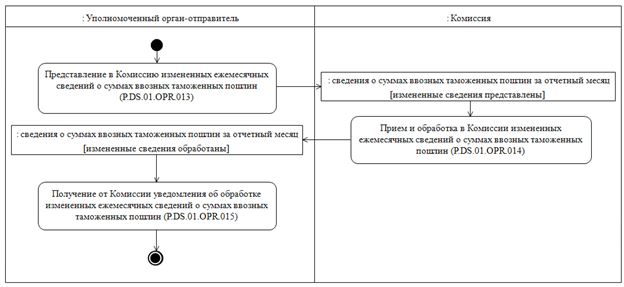 : Уполномоченный орган-отправитель
: Комиссия
Представление в Комиссию измененных ежемесячных
сведений о суммах ввозных таможенных пошлин
(P.DS.01.OPR.013)
: сведения о суммах ввозных таможенных пошлин за отчетный месяц
[измененные сведения представлены]
Прием и обработка в Комиссии измененных
ежемесячных сведений о суммах ввозных таможенных
пошлин (P.DS.01.OPR.014)
: сведения о суммах ввозных таможенных пошлин за отчетный месяц
[измененные сведения обработаны]
Получение от Комиссии уведомления об обработке
измененных ежемесячных сведений о суммах ввозных
таможенных пошлин (P.DS.01.OPR.015)